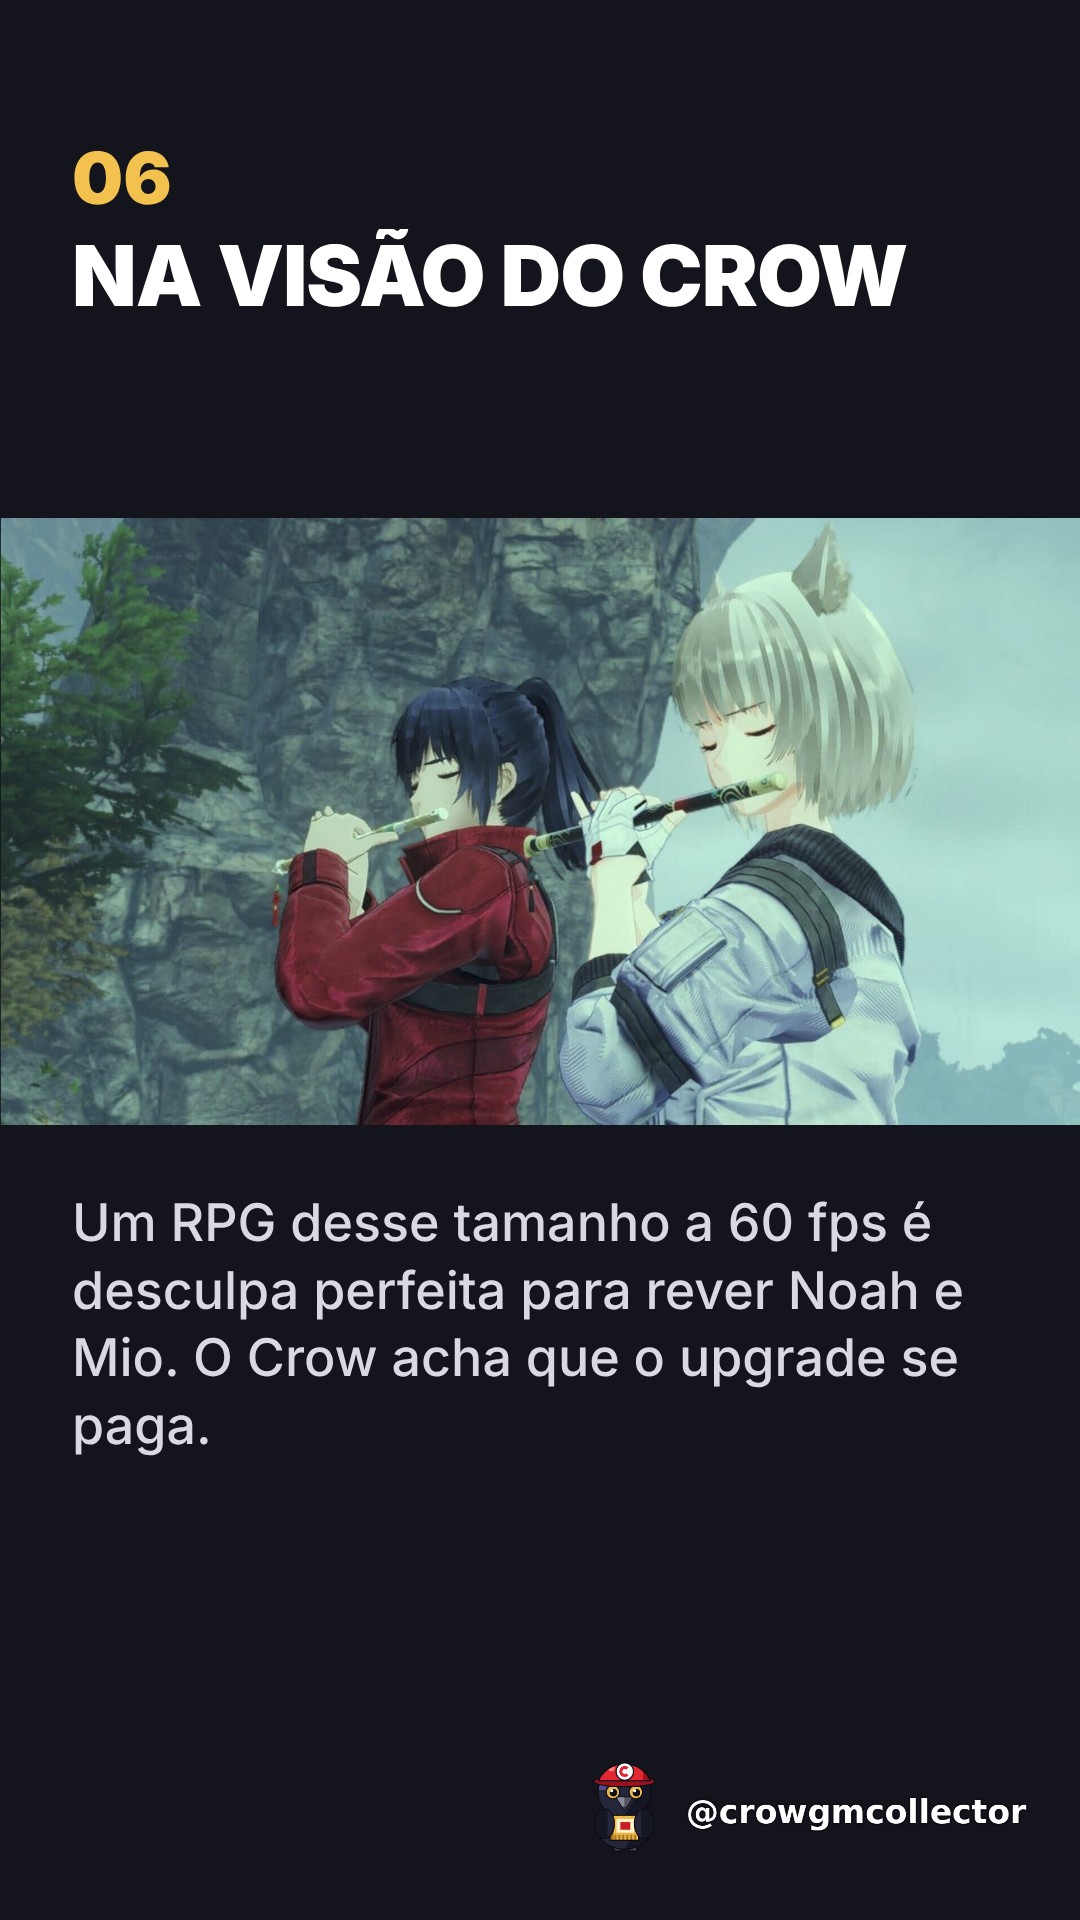 06
NA VISÃO DO CROW
Um RPG desse tamanho a 60 fps é
desculpa perfeita para rever Noah e
Mio. O Crow acha que o upgrade se
paga.
C
@crowgmcollector